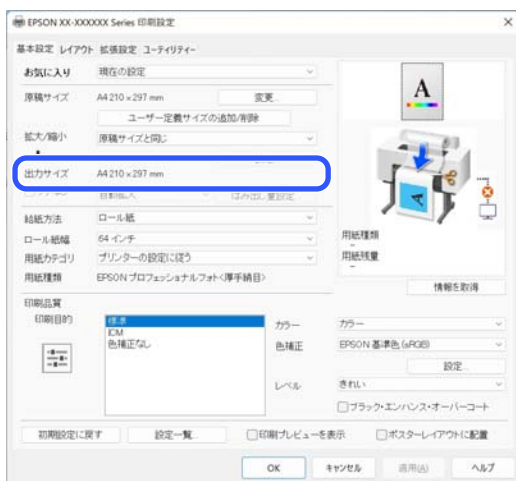 EPSON XX-XXXXXX Series 印刷設定
基本設定 レイアウト 拡張設定 ユーティリティー
お気に入り 現在の設定
原稿サイズ A4 210 x 297 mm 変更...
ユーザー定義サイズの追加/削除
拡大/縮小 原稿サイズと同じ
出力サイズ A4 210 x 297 mm
自動拡大 はみ出し量設定...
給紙方法 ロール紙
ロール紙幅 64 インチ
用紙カテゴリ プリンターの設定に従う
用紙種類 EPSON プロフェッショナルフォト<厚手絹目>
用紙種類
-
用紙残量
-
情報を取得
印刷品質
印刷目的 標準
ICM
色補正なし
カラー カラー
色補正 EPSON 基準色(sRGB)
設定...
レベル きれい
ブラック・エンハンス・オーバーコート
初期設定に戻す 設定一覧... 印刷プレビューを表示 ポスターレイアウトに配置
OK キャンセル 適用(A) ヘルプ